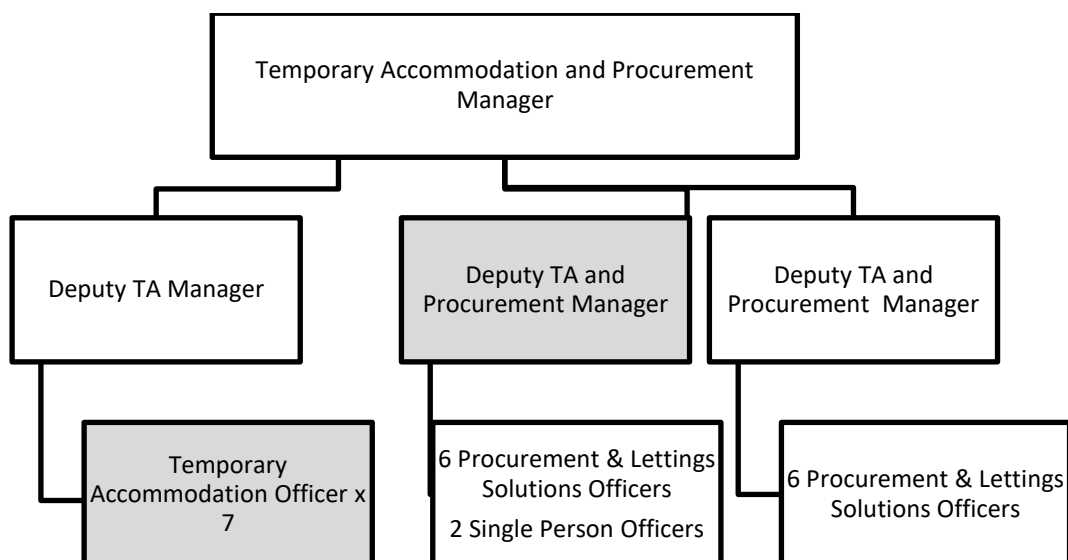 Temporary Accommodation and Procurement
Manager
Deputy TA Manager
Deputy TA and
Procurement Manager
Deputy TA and
Procurement  Manager
Temporary
Accommodation Officer x
7
6 Procurement & Lettings
Solutions Officers
2 Single Person Officers
6 Procurement & Lettings
Solutions Officers